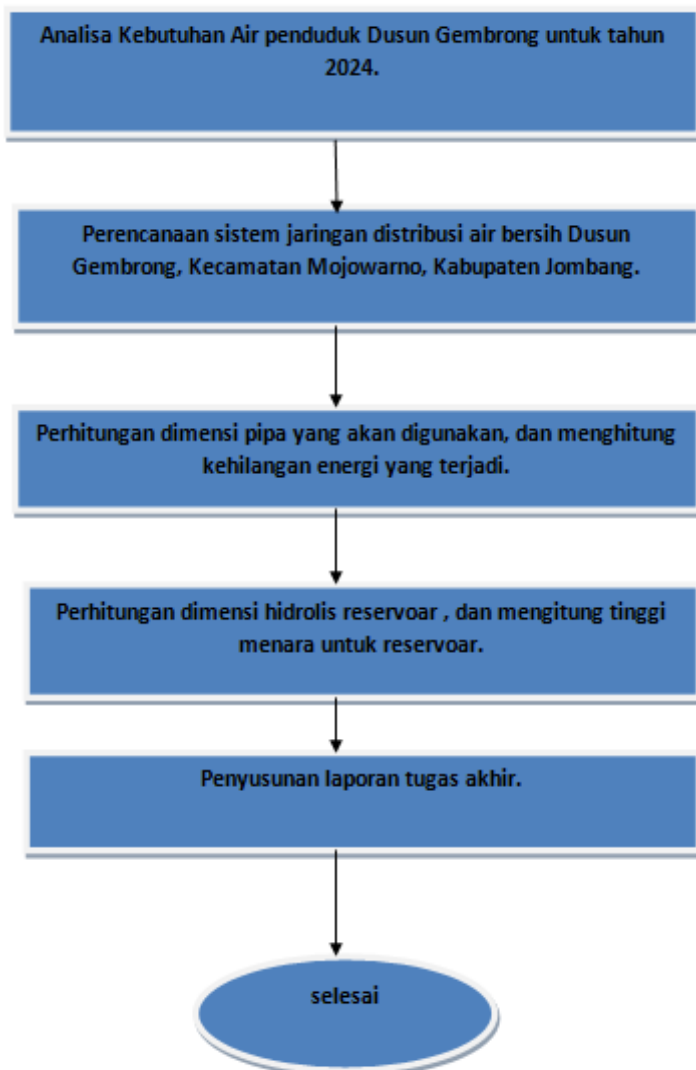 Analisa Kebutuhan Air penduduk Dusun Gembrong untuk tahun
2024.
Perencanaan sistem jaringan distribusi air bersih Dusun
Gembrong, Kecamatan Mojowarno, Kabupaten Jombang.
Perhitungan dimensi pipa yang akan digunakan, dan menghitung
kehilangan energi yang terjadi.
Perhitungan dimensi hidrolis reservoar , dan mengitung tinggi
menara untuk reservoar.
Penyusunan laporan tugas akhir.
selesai